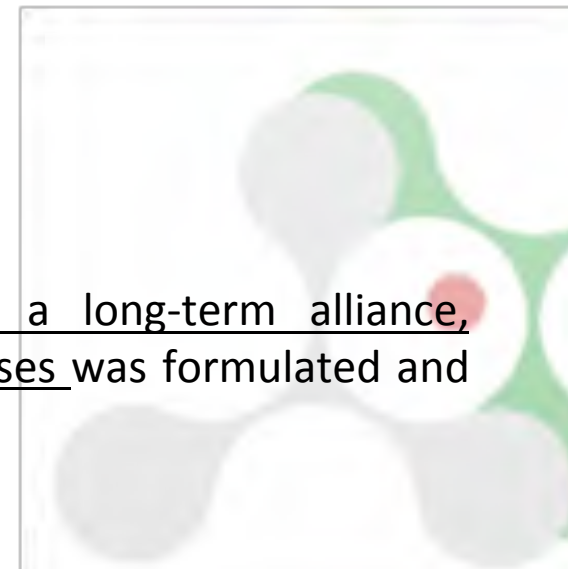 a long-term alliance,
ses was formulated and